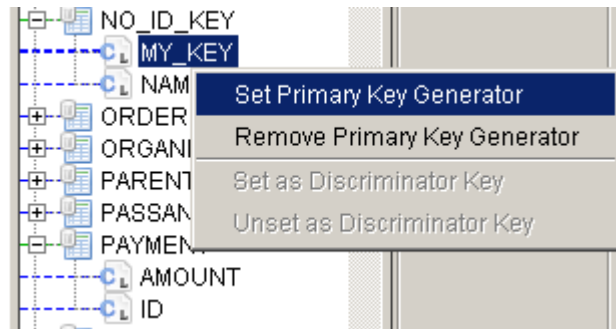 NO_ID_KEY
MY_KEY
NAM
Set Primary Key Generator
ORDER
Remove Primary Key Generator
ORGANI
PARENT
Set as Discriminator Key
PASSAN
Unset as Discriminator Key
PAYMEN
AMOUNT
ID